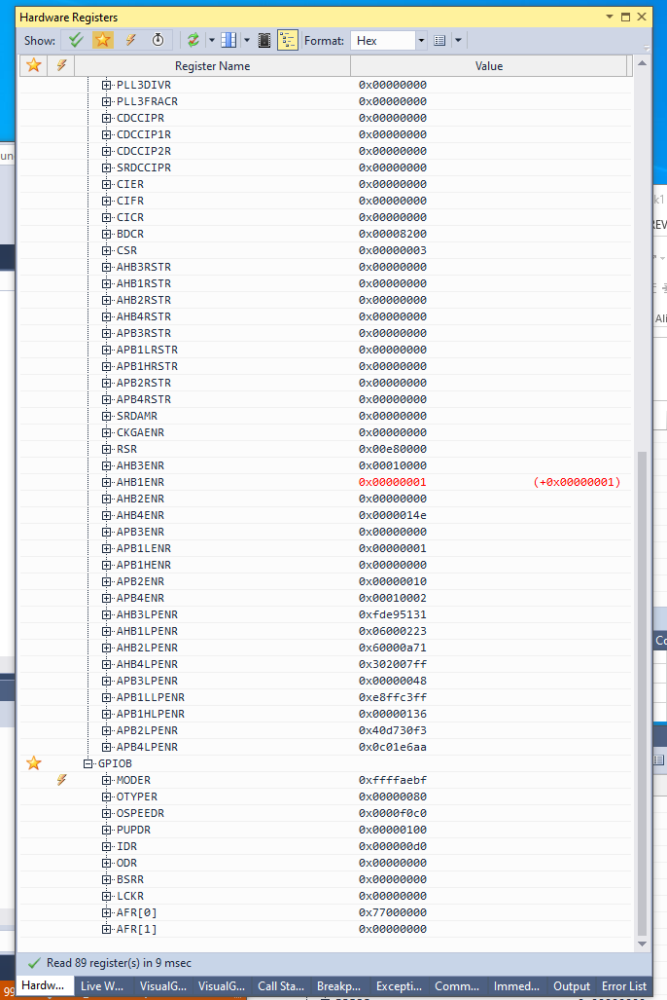 Hardware Registers
Show: Format: Hex
Register Name Value
PLL3DIVR 0x00000000
PLL3FRACR 0x00000000
CDCCIPR 0x00000000
CDCCIP1R 0x00000000
CDCCIP2R 0x00000000
SRDCCIPR 0x00000000
CIER 0x00000000
CIFR 0x00000000
CICR 0x00000000
BDCR 0x00008200
CSR 0x00000003
AHB3RSTR 0x00000000
AHB1RSTR 0x00000000
AHB2RSTR 0x00000000
AHB4RSTR 0x00000000
APB3RSTR 0x00000000
APB1LRSTR 0x00000000
APB1HRSTR 0x00000000
APB2RSTR 0x00000000
APB4RSTR 0x00000000
SRDAMR 0x00000000
CKGAENR 0x00000000
RSR 0x00e80000
AHB3ENR 0x00010000
AHB1ENR 0x00000001 (+0x00000001)
AHB2ENR 0x00000000
AHB4ENR 0x0000014e
APB3ENR 0x00000000
APB1LENR 0x00000001
APB1HENR 0x00000000
APB2ENR 0x00000010
APB4ENR 0x00010002
AHB3LPENR 0xfde95131
AHB1LPENR 0x06000223
AHB2LPENR 0x60000a71
AHB4LPENR 0x302007ff
APB3LPENR 0x00000048
APB1LLPENR 0xe8ffc3ff
APB1HLPENR 0x00000136
APB2LPENR 0x40d730f3
APB4LPENR 0x0c01e6aa
GPIOB
MODER 0xffffaebf
OTYPER 0x00000080
OSPEEDR 0x0000f0c0
PUPDR 0x00000100
IDR 0x000000d0
ODR 0x00000000
BSRR 0x00000000
LCKR 0x00000000
AFR[0] 0x77000000
AFR[1] 0x00000000
Read 89 register(s) in 9 msec
Hardw... Live W... VisualG... VisualG... Call Sta... Breakp... Excepti... Comm... Immed... Output Error List